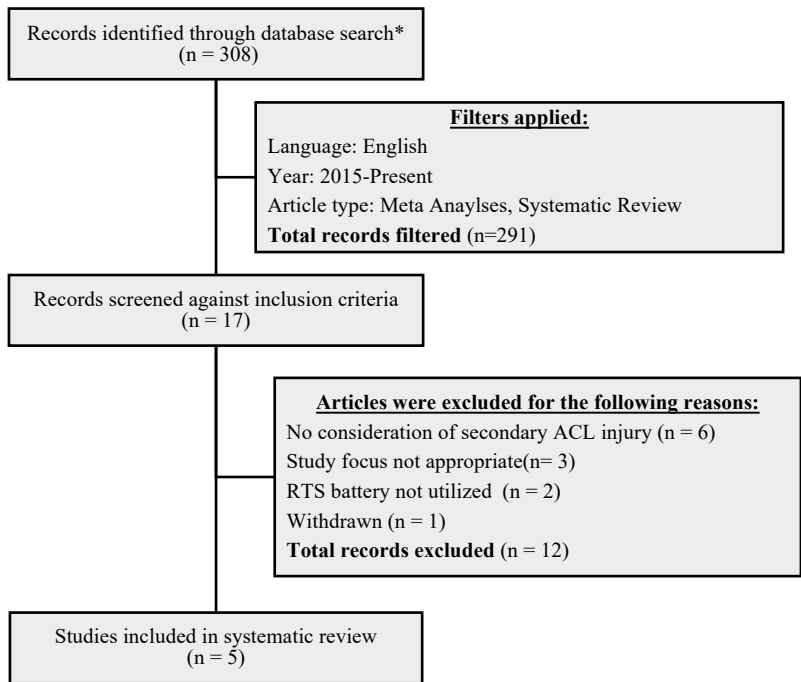 Records identified through database search*
(n = 308)
Filters applied:
Language: English
Year: 2015-Present
Article type: Meta Anaylses, Systematic Review
Total records filtered (n=291)
Records screened against inclusion criteria
(n = 17)
Articles were excluded for the following reasons:
No consideration of secondary ACL injury (n = 6)
Study focus not appropriate(n= 3)
RTS battery not utilized  (n = 2)
Withdrawn (n = 1)
Total records excluded (n = 12)
Studies included in systematic review
(n = 5)